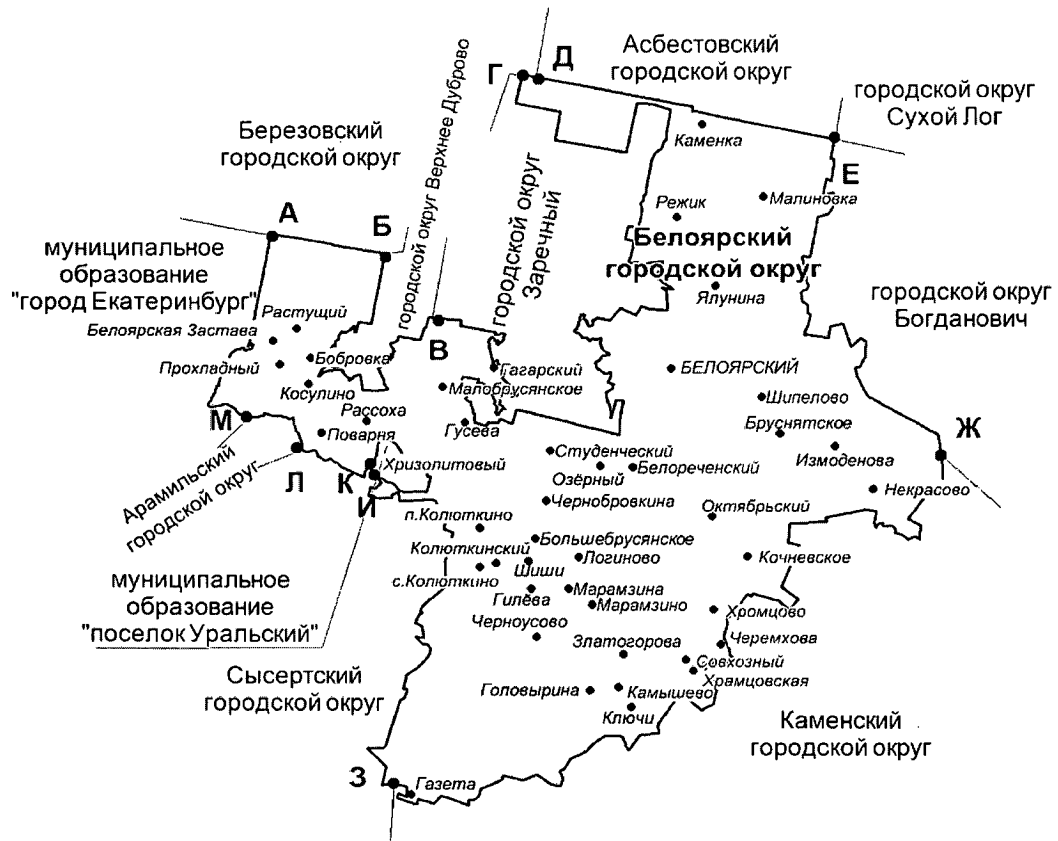 Асбестовский
городской округ
Г
Д
городской округ
Сухой Лог
Березовский
городской округ
городской округ Верхнее Дуброво
городской округ
Заречный
Каменка
Е
Малиновка
Режик
А
Б
Белоярский
городской округ
муниципальное
образование
"город Екатеринбург"
Ялунина
городской округ
Богданович
Растущий
Белоярская Застава
В
Бобровка
Прохладный
Гагарский
БЕЛОЯРСКИЙ
Косулино
Малобрусянское
Шипелово
М
Рассоха
Поварня
Гусева
Бруснятское
Ж
Арамильский
городской округ
Л
К
И
Хризолитовый
Студенческий
Озёрный
Белореченский
Измоденова
Некрасово
Чернобровкина
Октябрьский
п.Колюткино
Большебрусянское
Колюткинский
Шиши
Логиново
Кочневское
с.Колюткино
Гилёва
Марамзина
Марамзино
муниципальное
образование
"поселок Уральский"
Черноусово
Хромцово
Златогорова
Черемхова
Совхозный
Храмцовская
Сысертский
городской округ
Головырина
Камышево
Ключи
Каменский
городской округ
З
Газета